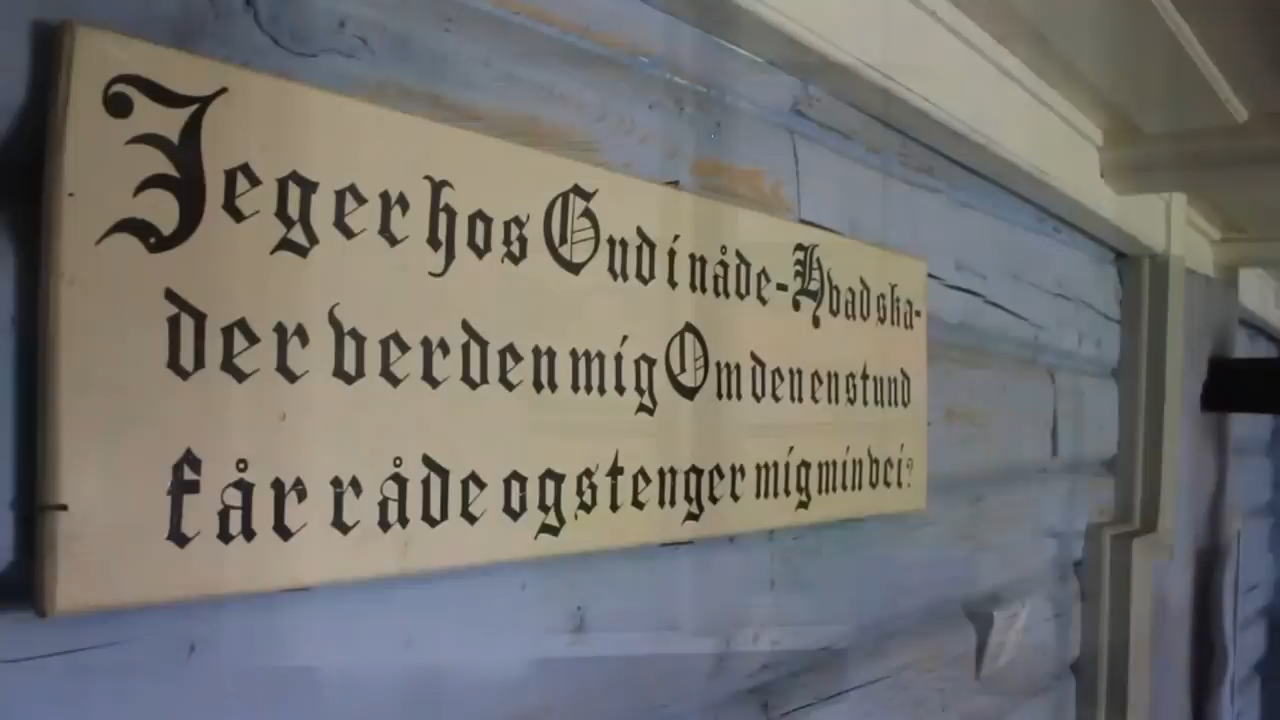 Jeg er hos Gud i nåde - Hvad ska-
der verden mig Om den en stund
får råde og stenger mig min vei?